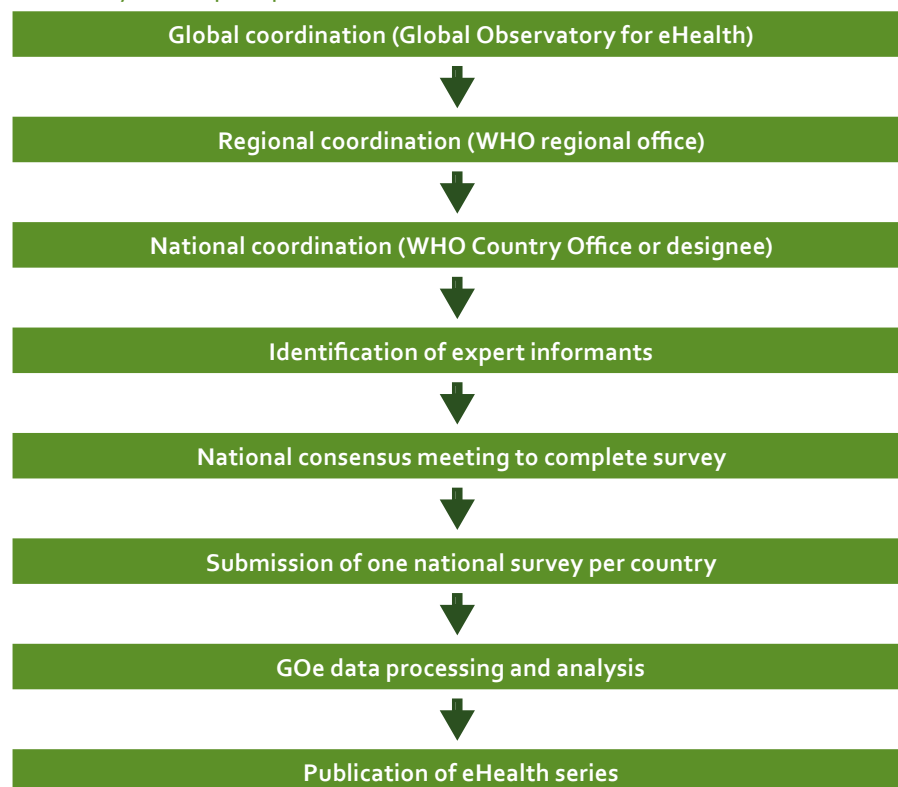 Global coordination (Global Observatory for eHealth)
Regional coordination (WHO regional office)
National coordination (WHO Country Office or designee)
Identification of expert informants
National consensus meeting to complete survey
Submission of one national survey per country
GOe data processing and analysis
Publication of eHealth series